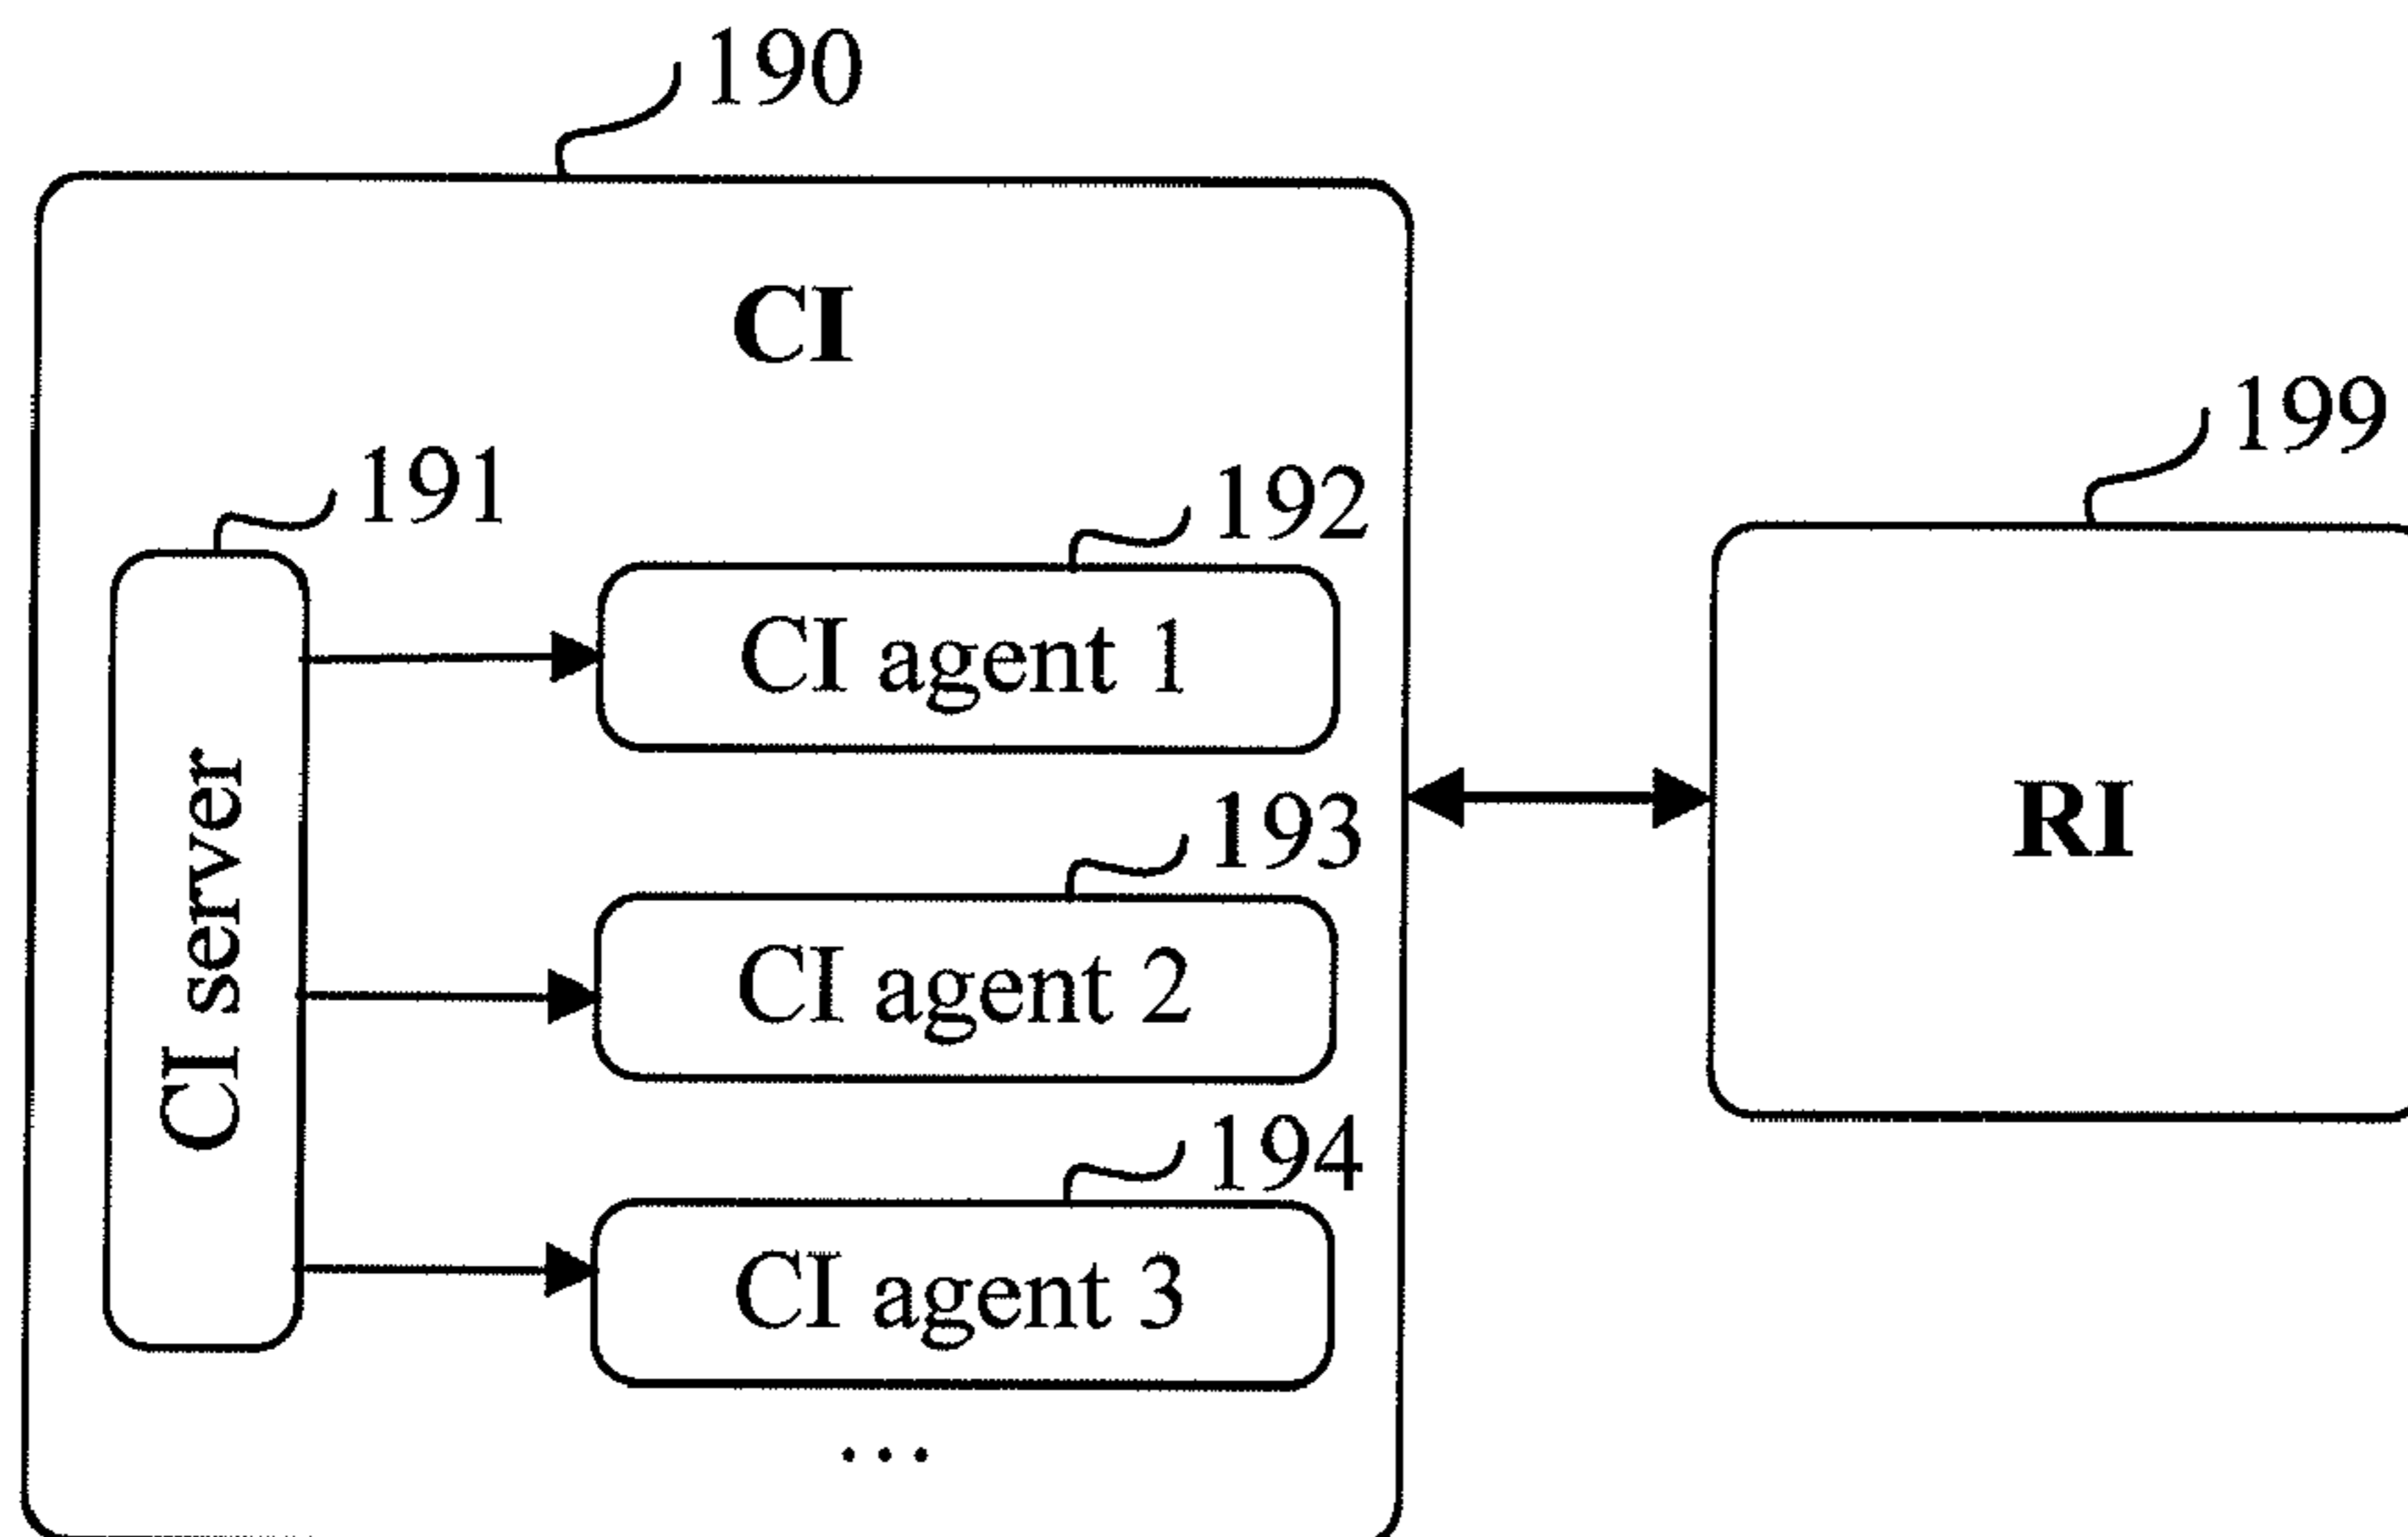 190
CI
199
191
192
CI agent 1
CI server
RI
193
CI agent 2
194
CI agent 3
...